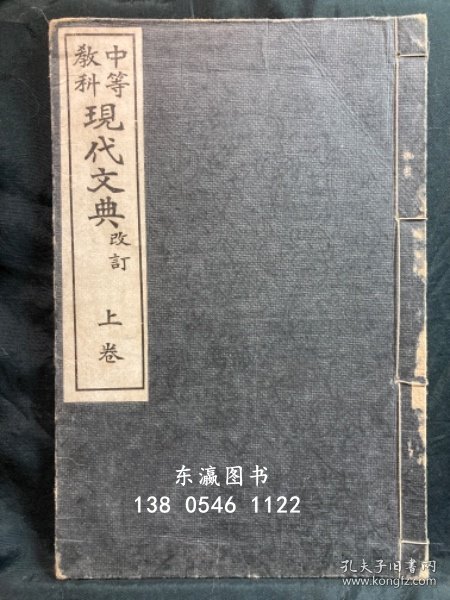 中等
教科
現代文典
改訂
上卷
东瀛图书
138 0546 1122
孔夫子旧书网
www.kongfz.com